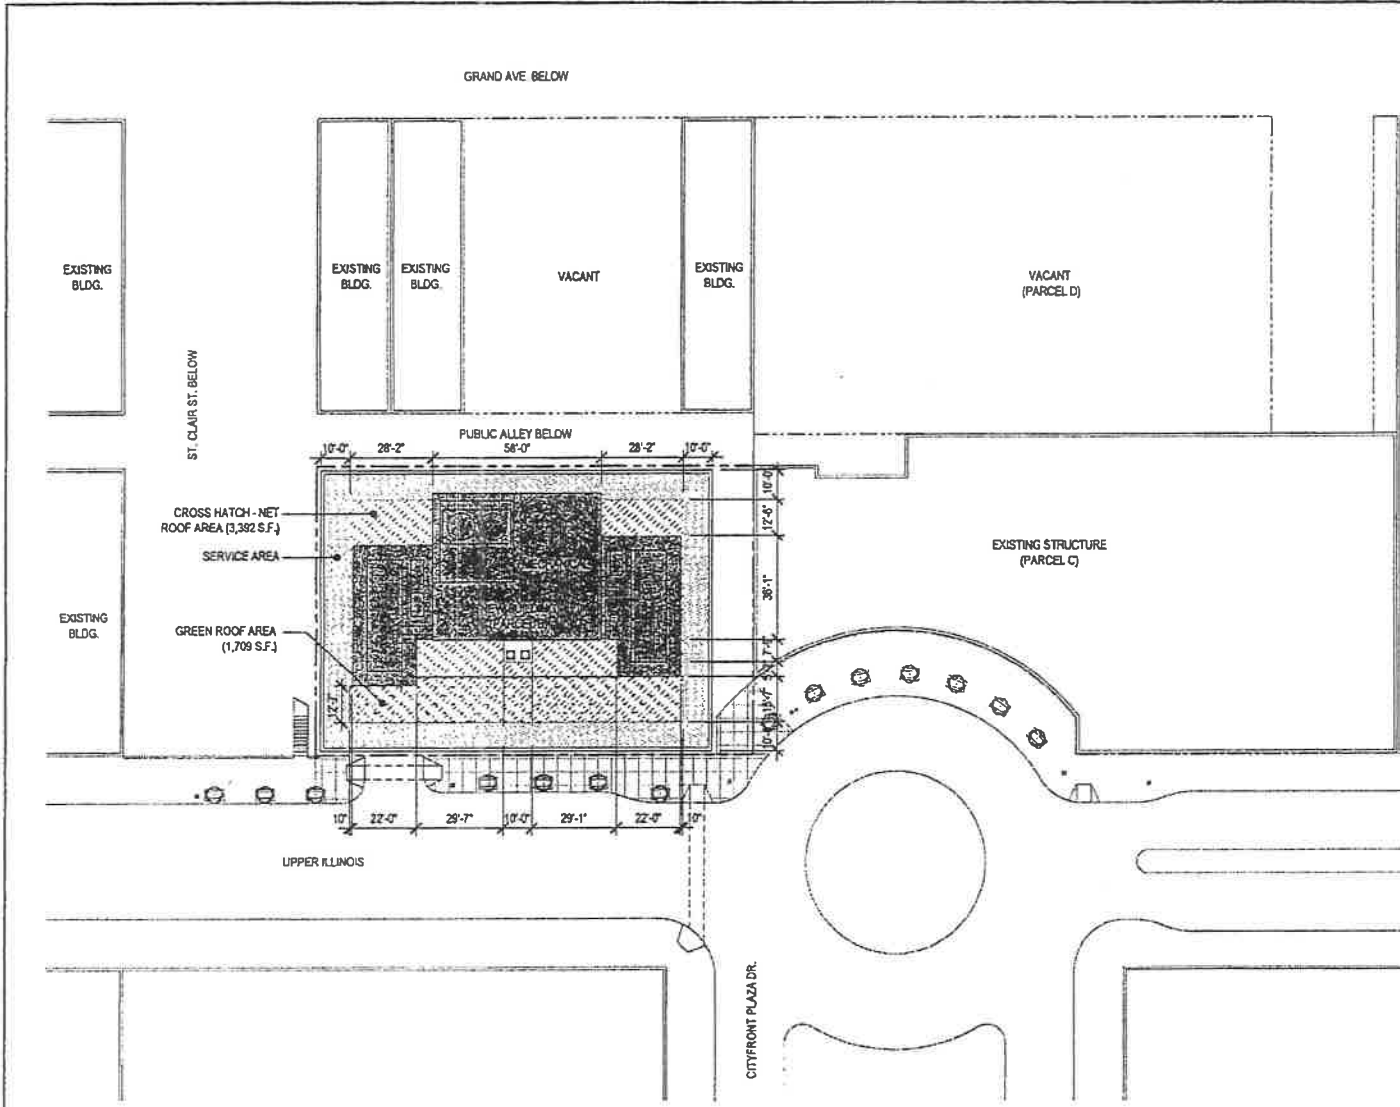 GRAND AVE. BELOW
EXISTING
BLDG.
EXISTING
BLDG.
EXISTING
BLDG.
VACANT
EXISTING
BLDG.
VACANT
(PARCEL D)
ST. CLAIR ST. BELOW
PUBLIC ALLEY BELOW
10'-0" 28'-2" 58'-0" 28'-2" 10'-0"
10'-0"
12'-6"
36'-1"
CROSS HATCH - NET
ROOF AREA (3,392 S.F.)
SERVICE AREA
GREEN ROOF AREA
(1,709 S.F.)
EXISTING
BLDG.
EXISTING STRUCTURE
(PARCEL C)
10" 22'-0" 29'-7" 10'-0" 29'-1" 22'-0" 10"
UPPER ILLINOIS
CITYFRONT PLAZA DR.